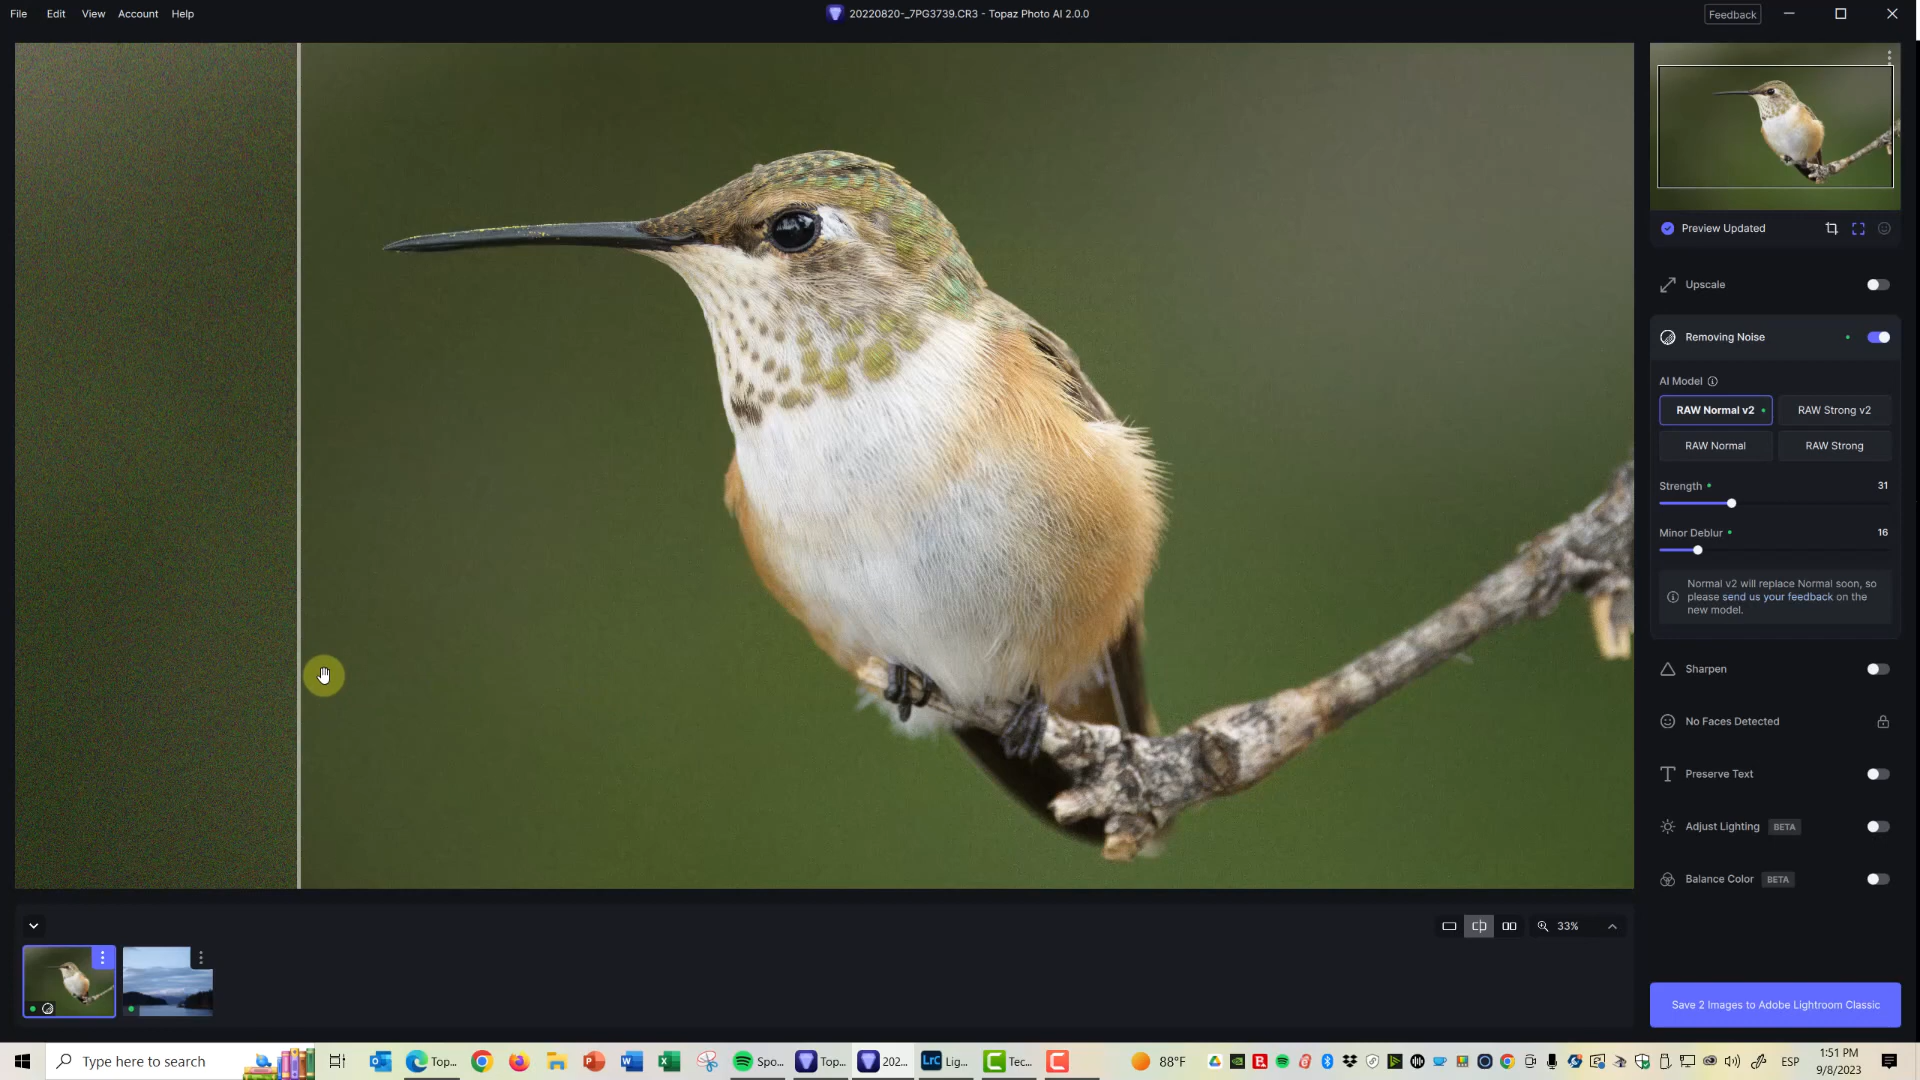 File Edit View Account Help
20220820-_7PG3739.CR3 - Topaz Photo AI 2.0.0
Feedback
Preview Updated
Upscale
Removing Noise
AI Model
RAW Normal v2
RAW Strong v2
RAW Normal
RAW Strong
Strength
31
Minor Deblur
16
Normal v2 will replace Normal soon, so
please send us your feedback on the
new model.
Sharpen
No Faces Detected
Preserve Text
Adjust Lighting BETA
Balance Color BETA
33%
Save 2 Images to Adobe Lightroom Classic
Type here to search
Top...
Spo...
Top...
202...
LrC
Lig...
Tec...
88°F
ESP
1:51 PM
9/8/2023